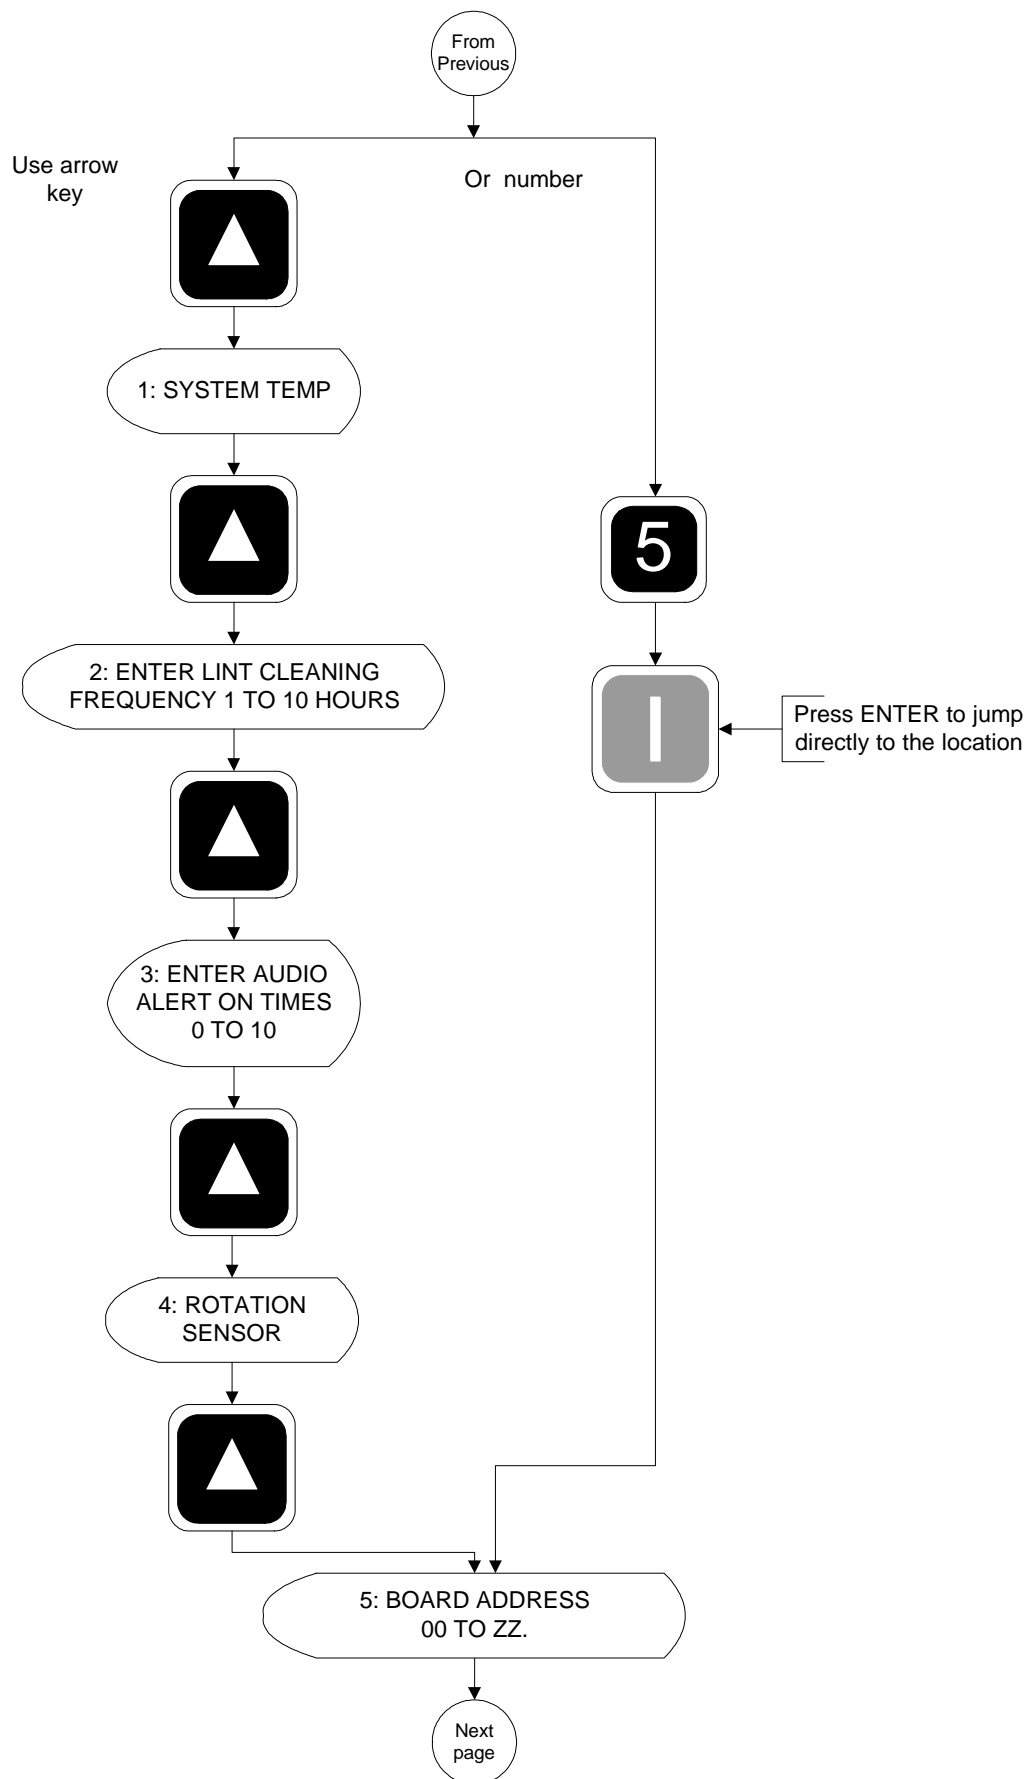 From
Previous
Use arrow
key
Or number
1: SYSTEM TEMP
5
2: ENTER LINT CLEANING
FREQUENCY 1 TO 10 HOURS
I
Press ENTER to jump
directly to the location
3: ENTER AUDIO
ALERT ON TIMES
0 TO 10
4: ROTATION
SENSOR
5: BOARD ADDRESS
00 TO ZZ.
Next
page